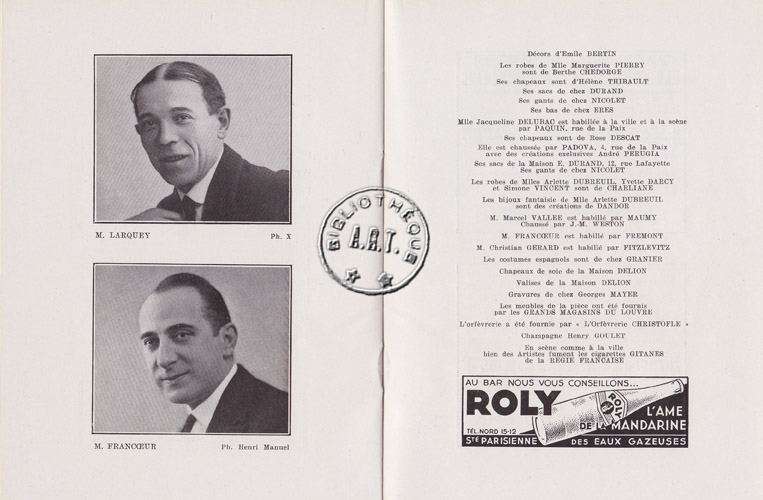 M. LARQUEY
Ph. X
M. FRANCŒUR
Ph. Henri Manuel
BIBLIOTHÈQUE
A.R.T.
Décors d'Emile BERTIN
Les robes de Mlle Marguerite PIERRY
sont de Berthe CHEDORGE
Ses chapeaux sont d'Hélène THIBAULT
Ses sacs de chez DURAND
Ses gants de chez NICOLET
Ses bas de chez ERES
Mlle Jacqueline DELUBAC est habillée à la ville et à la scène
par PAQUIN, rue de la Paix
Ses chapeaux sont de Rose DESCAT
Elle est chaussée par PADOVA, 4, rue de la Paix
avec des créations exclusives André PERUGIA
Ses sacs de la Maison E. DURAND, 12, rue Lafayette
Ses gants de chez NICOLET
Les robes de Mlles Arlette DUBREUIL, Yvette DARCY
et Simone VINCENT sont de CHARLIANE
Les bijoux fantaisie de Mlle Arlette DUBREUIL
sont des créations de DANDOR
M. Marcel VALLEE est habillé par MAUMY
Chaussé par J.-M. WESTON
M. FRANCŒUR est habillé par FREMONT
M. Christian GERARD est habillé par FITZLEVITZ
Les costumes espagnols sont de chez GRANIER
Chapeaux de soie de la Maison DELION
Valises de la Maison DELION
Gravures de chez Georges MAYER
Les meubles de la pièce ont été fournis
par les GRANDS MAGASINS DU LOUVRE
L'orfèvrerie a été fournie par « L'Orfèvrerie CHRISTOFLE »
Champagne Henry GOULET
En scène comme à la ville
bien des Artistes fument les cigarettes GITANES
de la REGIE FRANCAISE
AU BAR NOUS VOUS CONSEILLONS...
ROLY
ROLY
L'AME
DE LA MANDARINE
TÉL. NORD 15-12
STÉ PARISIENNE DES EAUX GAZEUSES